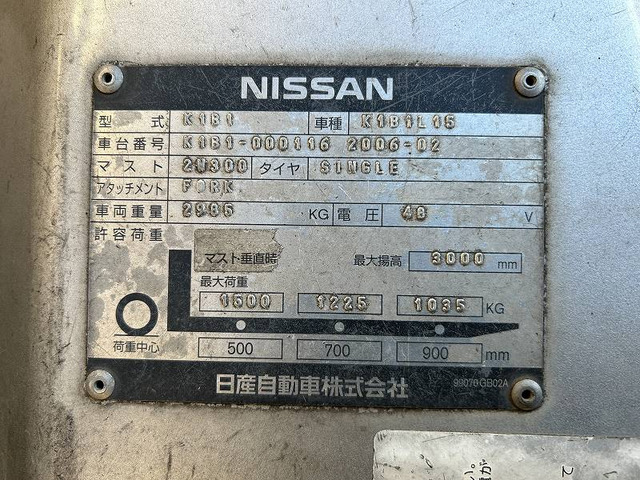 NISSAN
型 式 K1B1 車種 K1B1L15
車台番号 K1B1-000116 2006-02
マスト 2M300 タイヤ SINGLE
アタッチメント FORK
車両重量 2985 KG 電圧 48 V
許容荷重
マスト垂直時 最大揚高 3000 mm
最大荷重
1500 1225 1035 KG
荷重中心 500 700 900 mm
日産自動車株式会社 99070GB02A